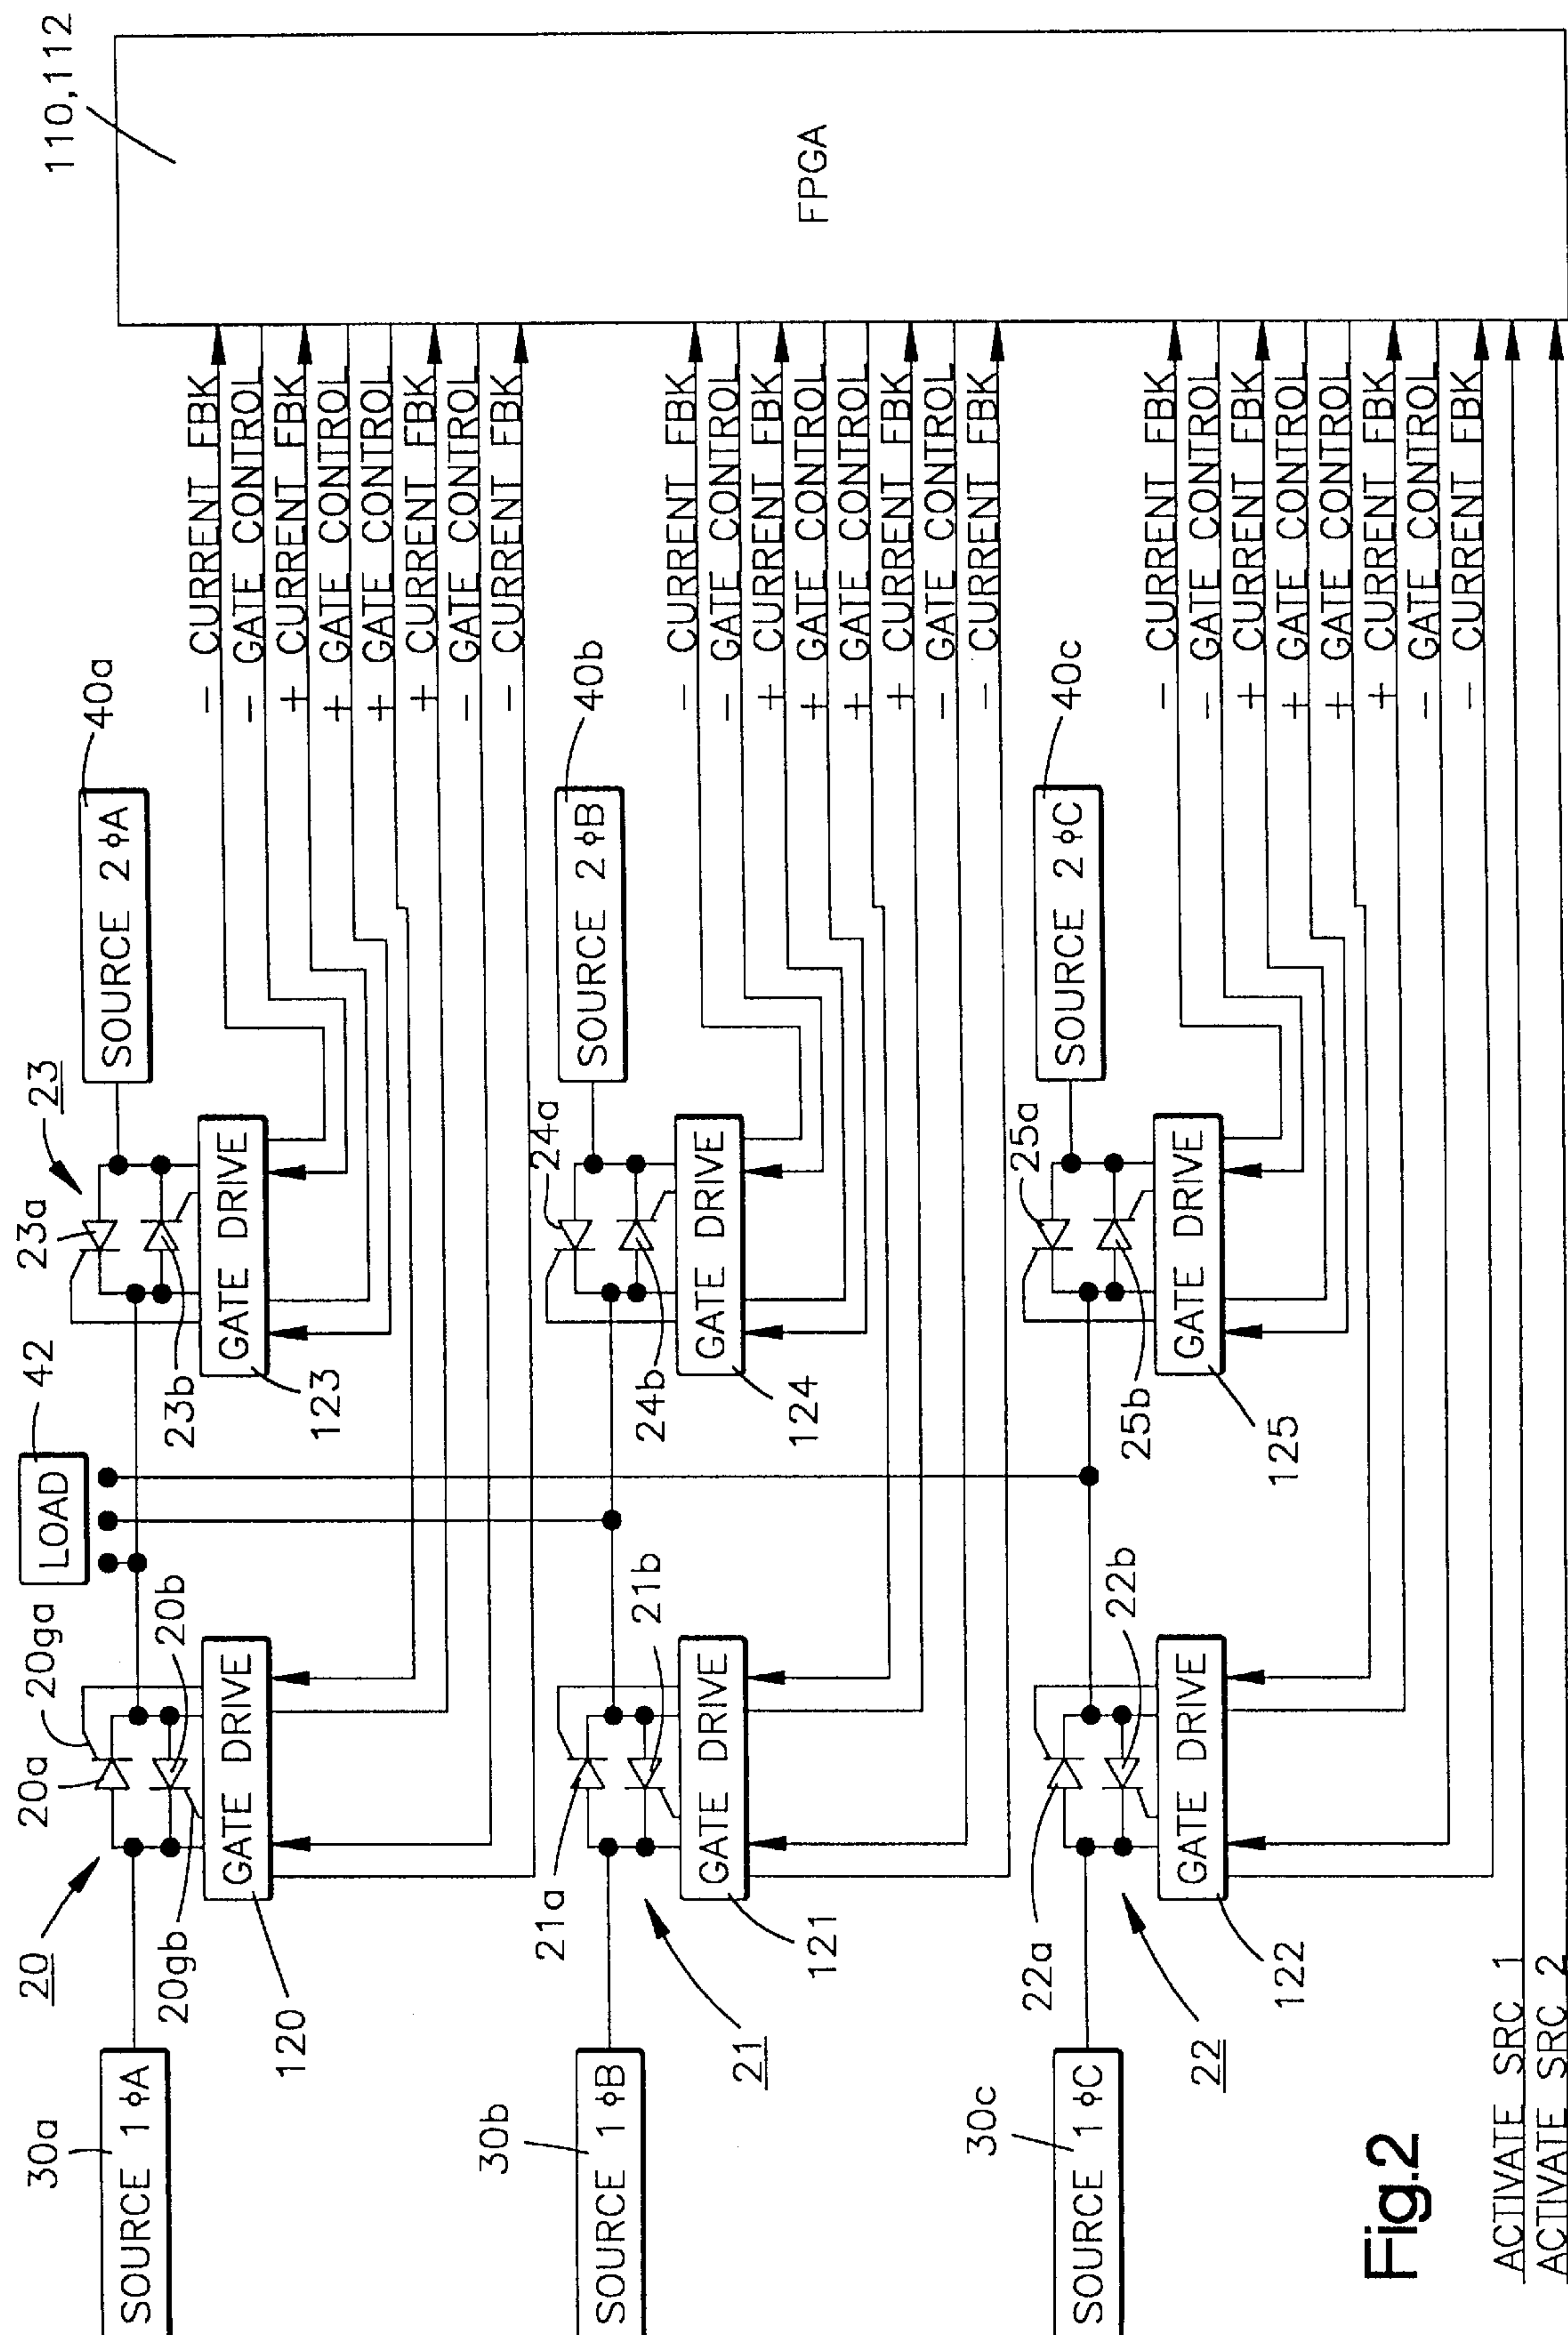 110,112
FPGA
- CURRENT FBK
- GATE CONTROL
+ CURRENT FBK
+ GATE CONTROL
+ GATE CONTROL
+ CURRENT FBK
- GATE CONTROL
- CURRENT FBK
- CURRENT FBK
- GATE CONTROL
+ CURRENT FBK
+ GATE CONTROL
+ GATE CONTROL
+ CURRENT FBK
- GATE CONTROL
- CURRENT FBK
- CURRENT FBK
- GATE CONTROL
+ CURRENT FBK
+ GATE CONTROL
+ GATE CONTROL
+ CURRENT FBK
- GATE CONTROL
- CURRENT FBK
40a
SOURCE 2 ϕA
40b
SOURCE 2 ϕB
40c
SOURCE 2 ϕC
23
23a
23b
GATE DRIVE
123
24a
24b
GATE DRIVE
124
25a
25b
GATE DRIVE
125
42
LOAD
20ga
20a
20b
20
20gb
GATE DRIVE
120
21b
21a
GATE DRIVE
121
21
22b
22a
GATE DRIVE
122
22
30a
SOURCE 1 ϕA
30b
SOURCE 1 ϕB
30c
SOURCE 1 ϕC
ACTIVATE SRC 1
ACTIVATE SRC 2
Fig.2